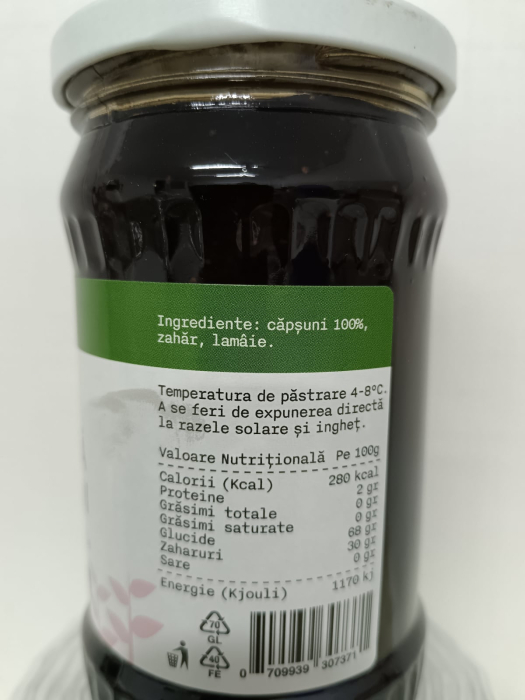 Ingrediente: căpșuni 100%,
zahăr, lamâie.
Temperatura de păstrare 4-8°C.
A se feri de expunerea directă
la razele solare și ingheț.
Valoare Nutrițională Pe 100g
Calorii (Kcal) 280 kcal
Proteine 2 gr
Grăsimi totale 0 gr
Grăsimi saturate 0 gr
Glucide 68 gr
Zaharuri 30 gr
Sare 0 gr
Energie (Kjouli) 1170 kj
70
GL
40
FE
0 709939 307371